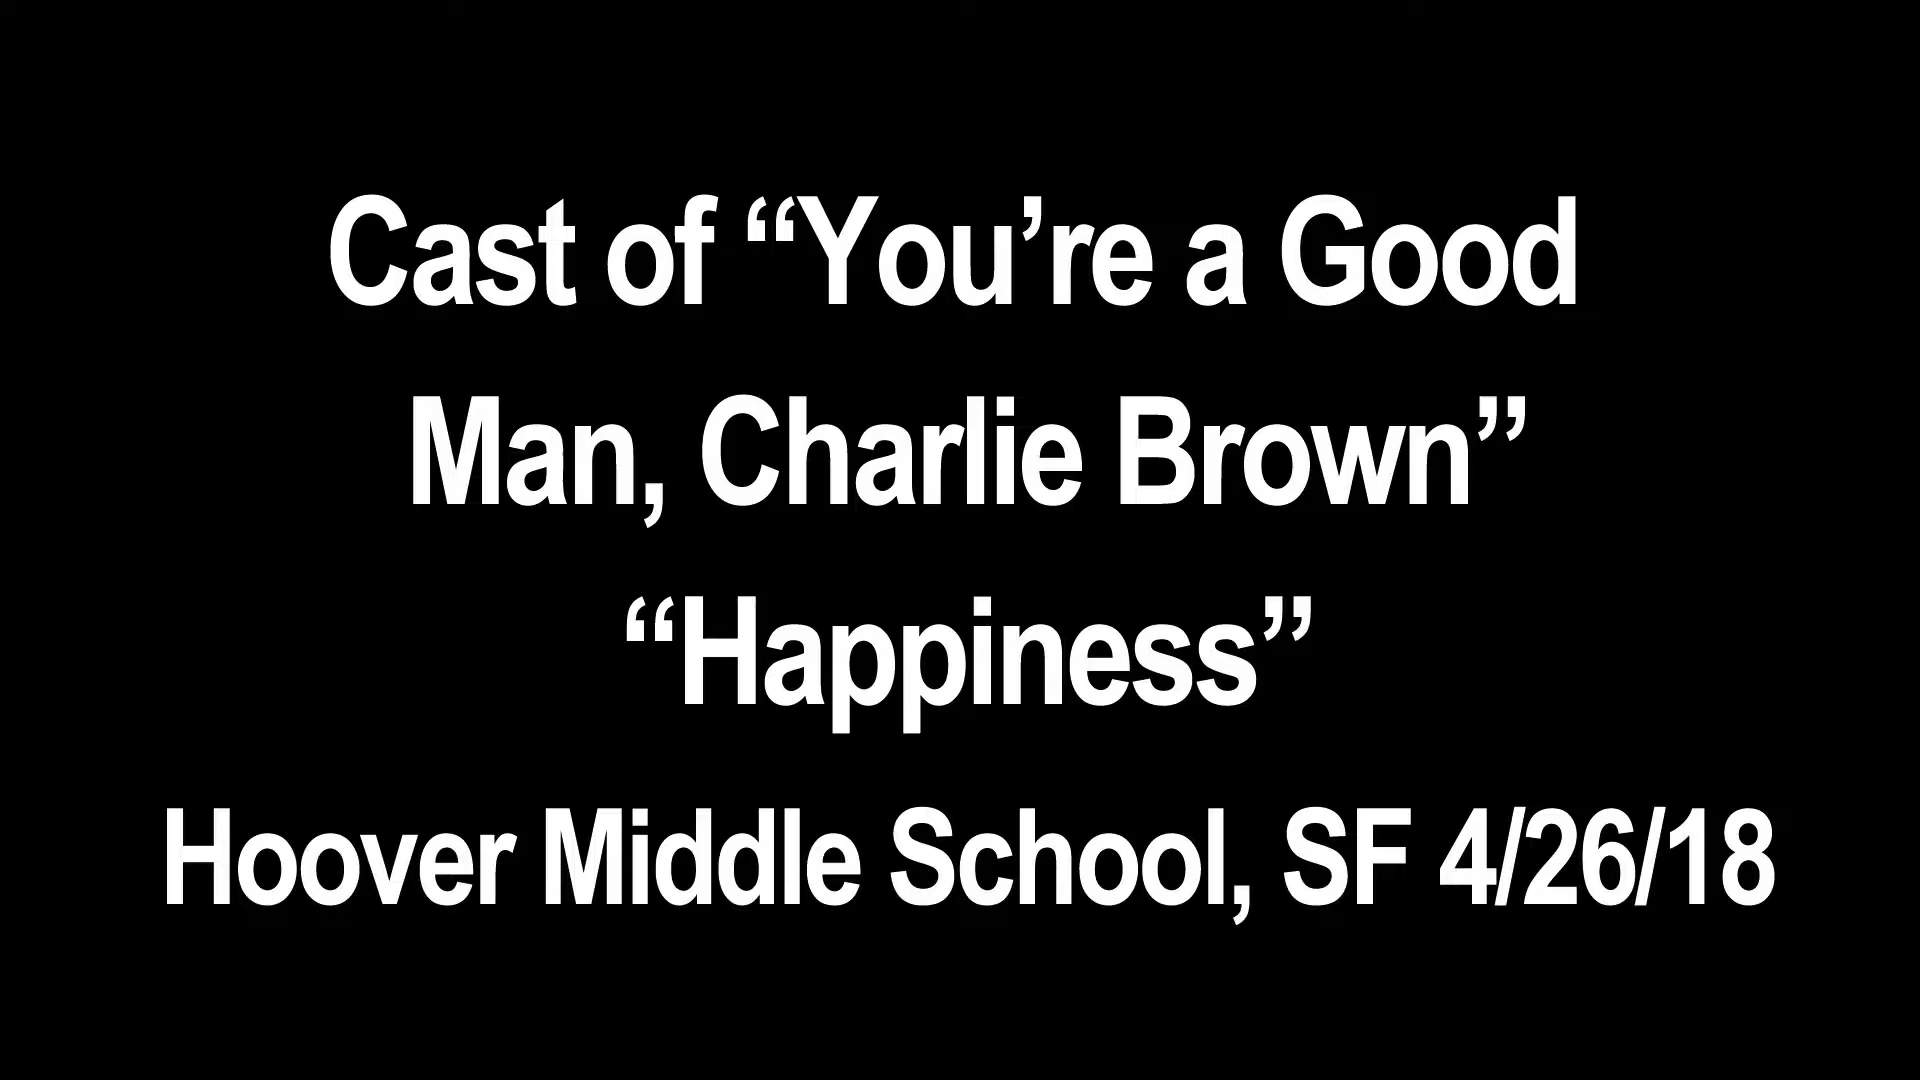 Cast of “You’re a Good
Man, Charlie Brown”
“Happiness”
Hoover Middle School, SF 4/26/18